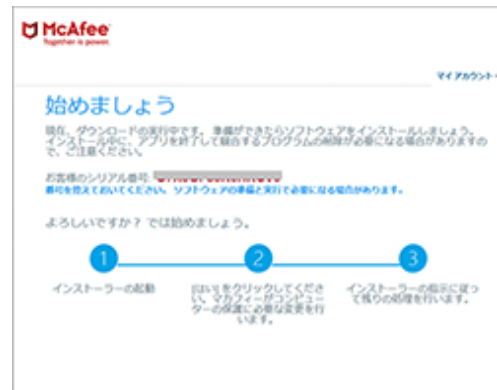 McAfee
Together is power.
マイ アカウント
始めましょう
現在、ダウンロードの実行中です。 準備ができたらソフトウェアをインストールしましょう。
インストール中に、アプリを終了して競合するプログラムの削除が必要になる場合がありますの
で、ご注意ください。
お客様のシリアル番号:
番号を控えておいてください。 ソフトウェアの準備と実行で必要になる場合があります。
よろしいですか? では始めましょう。
1
2
3
インストーラーの起動
[はい] をクリックしてくださ
い。マカフィーがコンピュー
ターの保護に必要な変更を行
います。
インストーラーの指示に従っ
て残りの処理を行います。